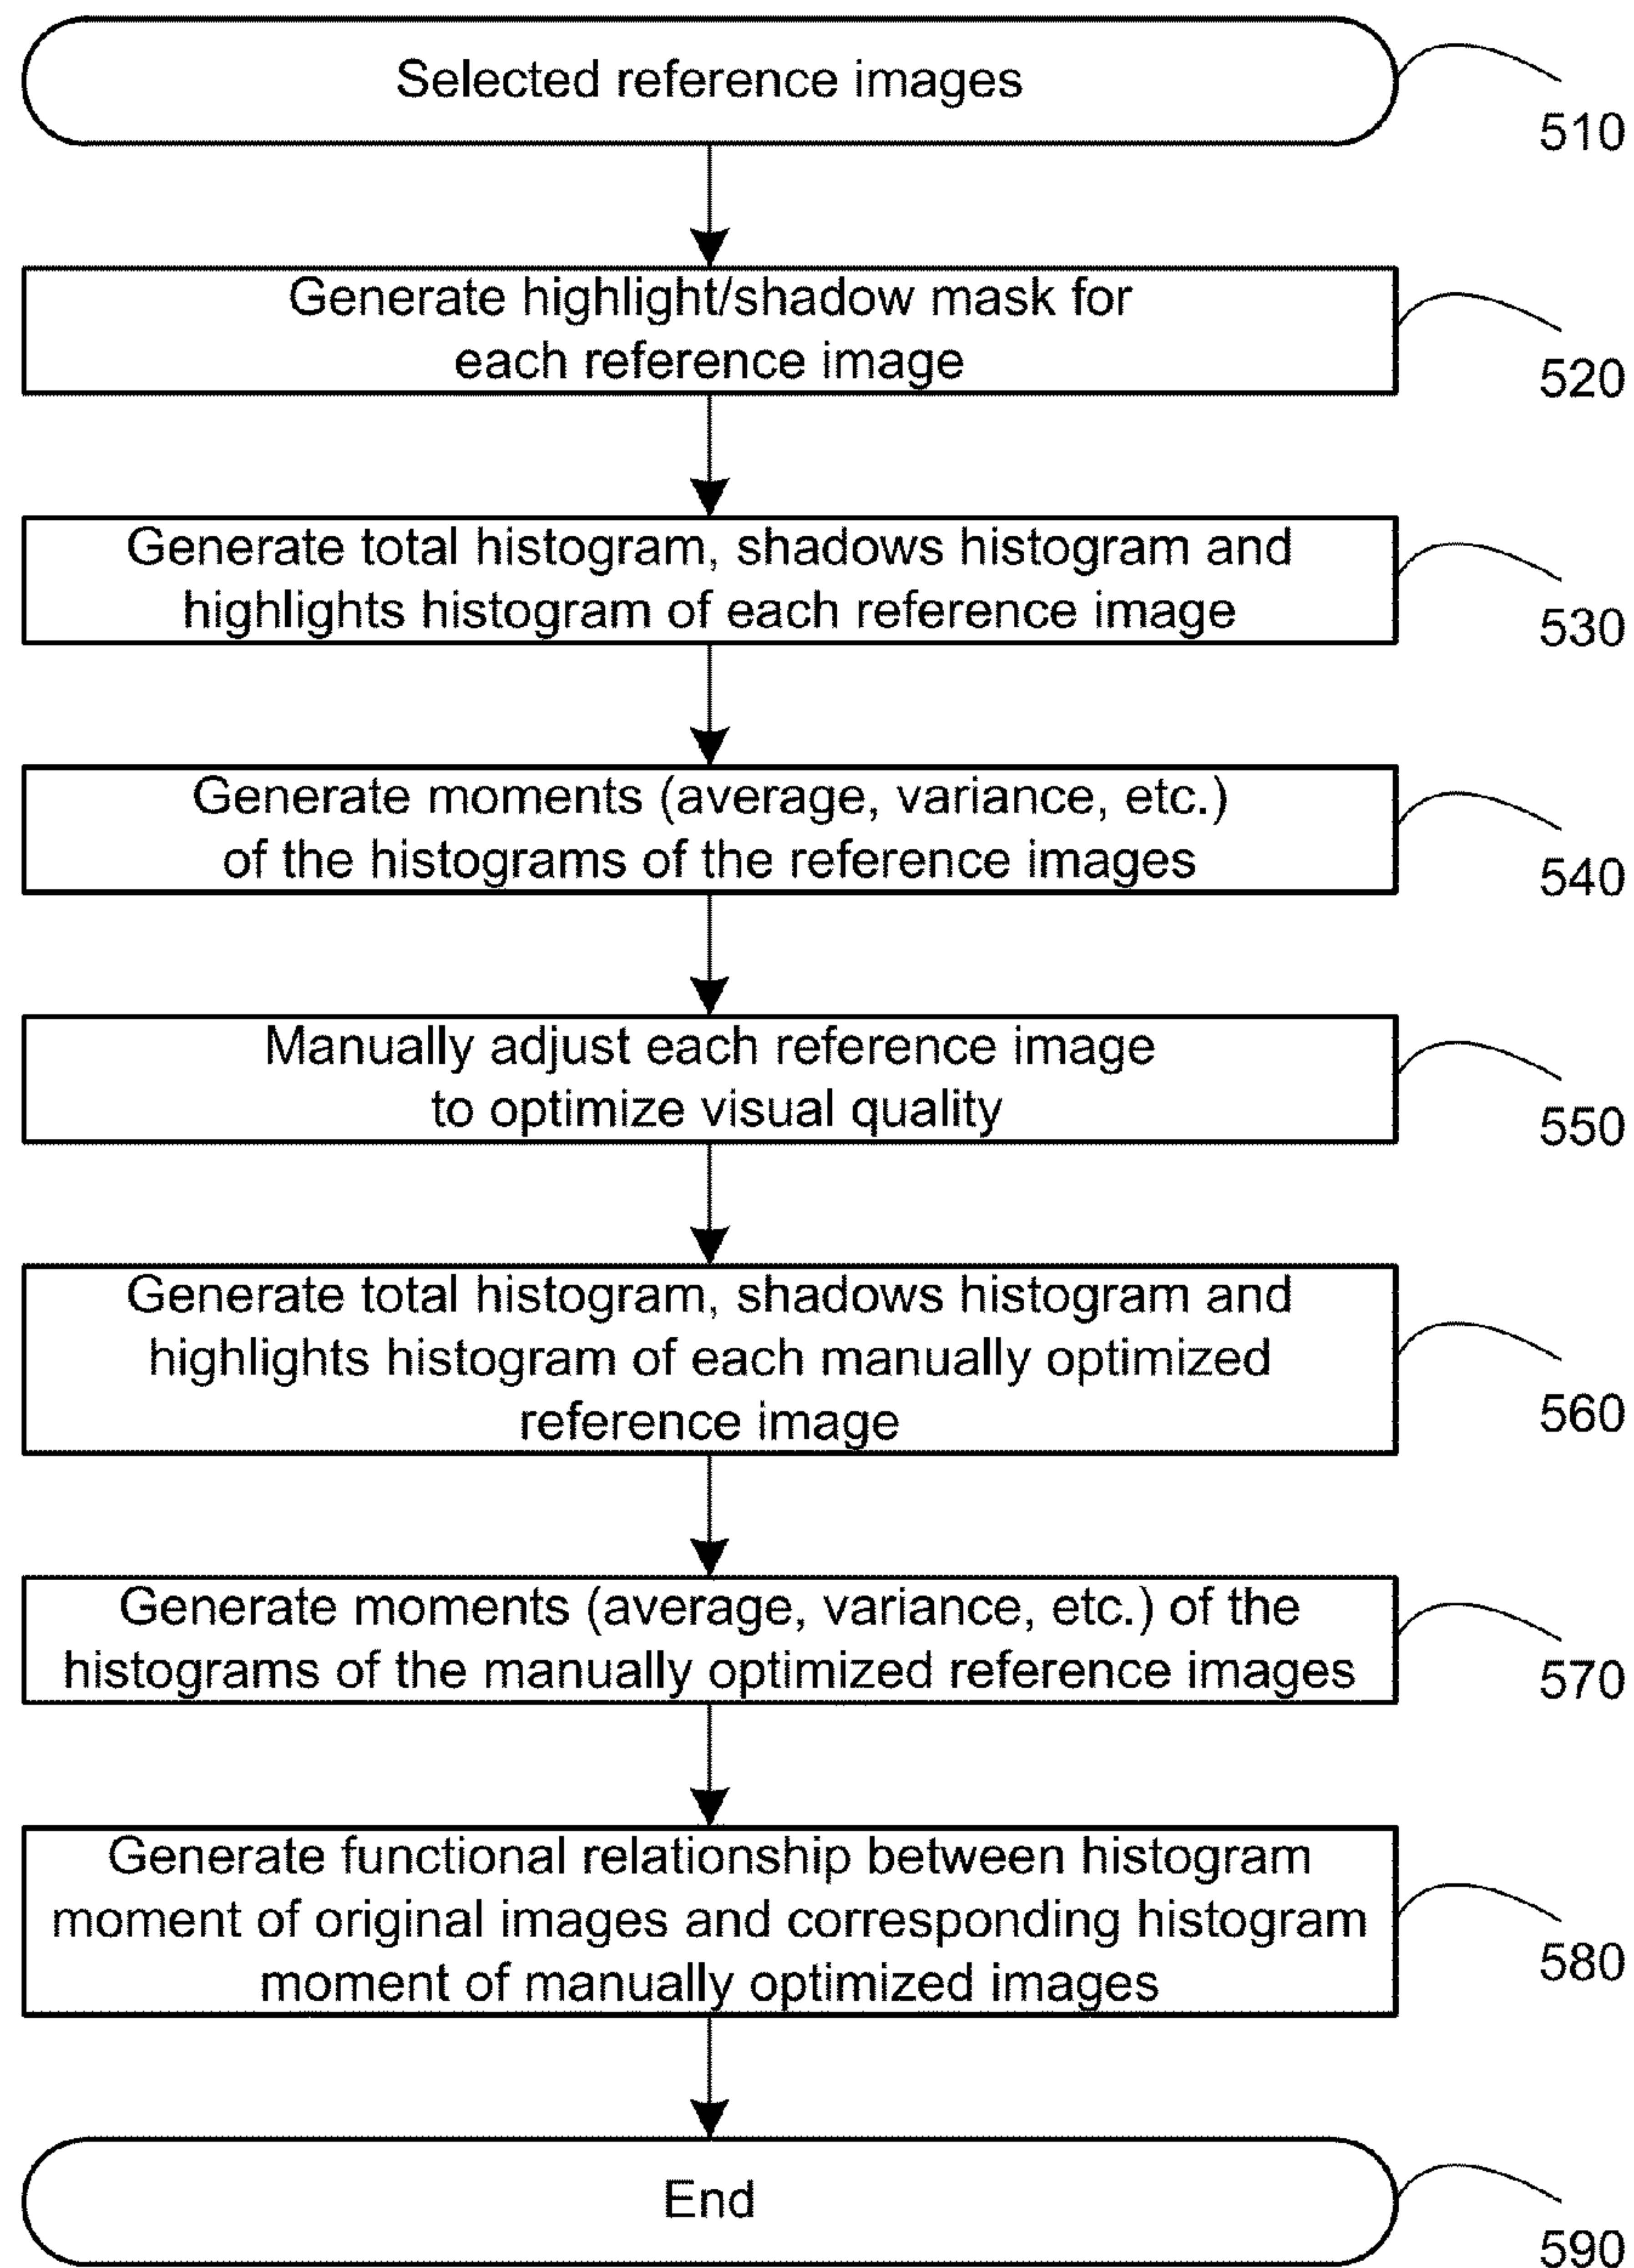 Selected reference images
510
Generate highlight/shadow mask for
each reference image
520
Generate total histogram, shadows histogram and
highlights histogram of each reference image
530
Generate moments (average, variance, etc.)
of the histograms of the reference images
540
Manually adjust each reference image
to optimize visual quality
550
Generate total histogram, shadows histogram and
highlights histogram of each manually optimized
reference image
560
Generate moments (average, variance, etc.) of the
histograms of the manually optimized reference images
570
Generate functional relationship between histogram
moment of original images and corresponding histogram
moment of manually optimized images
580
End
590